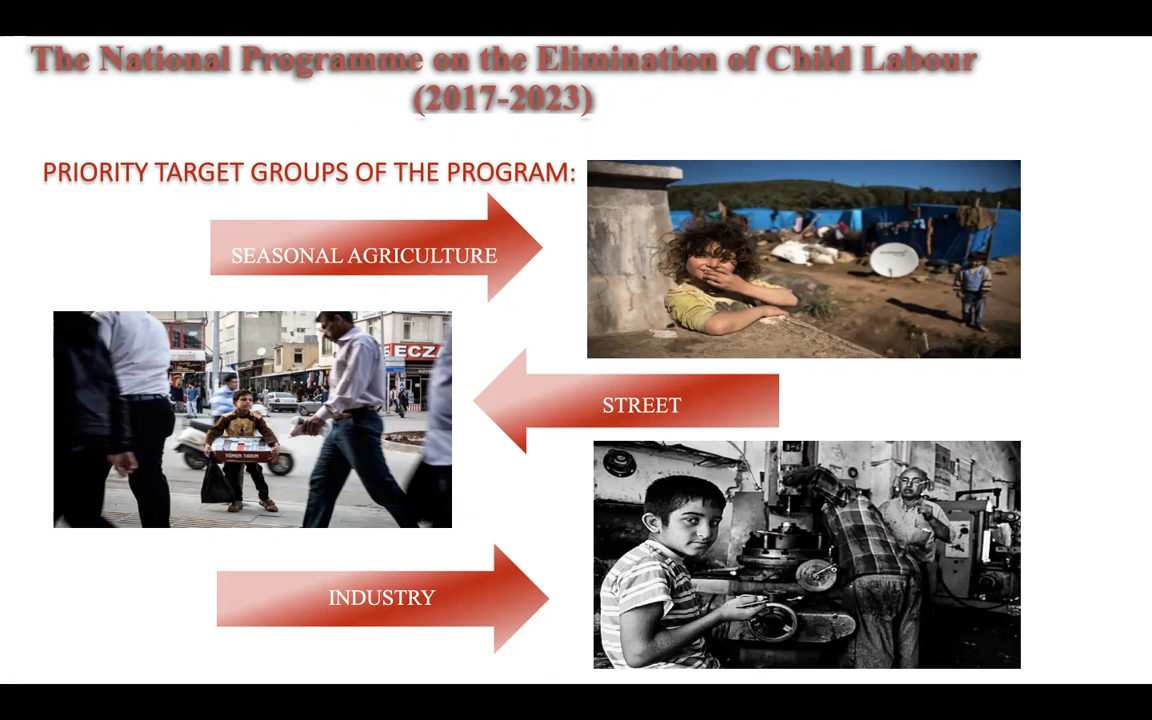 The National Programme on the Elimination of Child Labour
(2017-2023)
PRIORITY TARGET GROUPS OF THE PROGRAM:
SEASONAL AGRICULTURE
ECZ
STREET
INDUSTRY